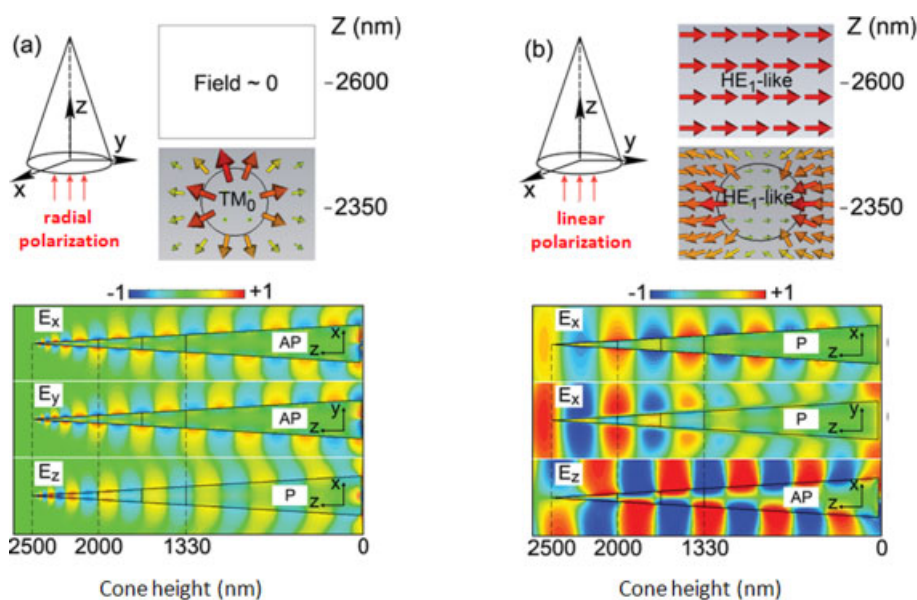 (a)
z
y
x
radial
polarization
Z (nm)
Field ~ 0
-2600
TM0
-2350
-1 +1
Ex AP x z
Ey AP y z
Ez P x z
2500 2000 1330 0
Cone height (nm)
(b)
z
y
x
linear
polarization
Z (nm)
HE1-like
-2600
HE1-like
-2350
-1 +1
Ex P x z
Ex P y z
Ez AP x z
2500 2000 1330 0
Cone height (nm)